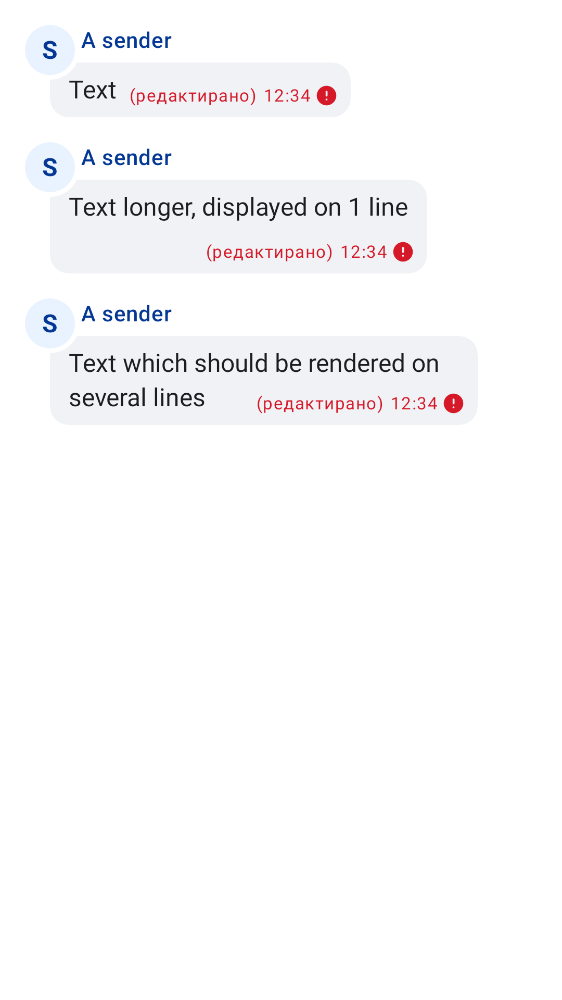 S
A sender
Text (редактирано) 12:34
S
A sender
Text longer, displayed on 1 line
(редактирано) 12:34
S
A sender
Text which should be rendered on
several lines (редактирано) 12:34